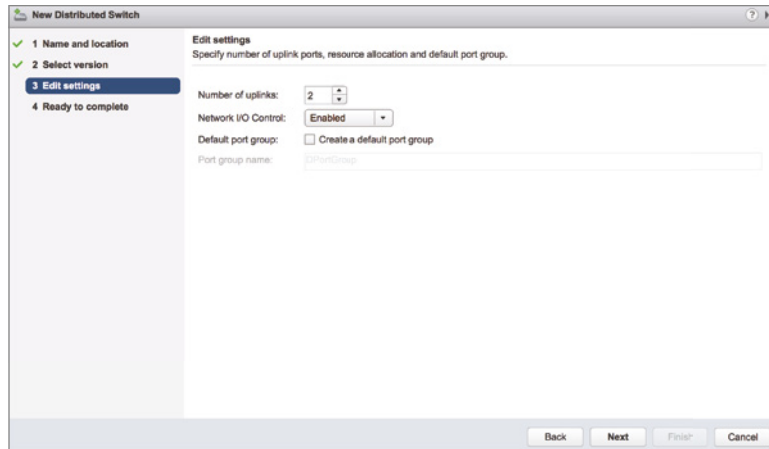 New Distributed Switch
?
1 Name and location
2 Select version
3 Edit settings
4 Ready to complete
Edit settings
Specify number of uplink ports, resource allocation and default port group.
Number of uplinks: 2
Network I/O Control: Enabled
Default port group: Create a default port group
Port group name: DPortGroup
Back Next Finish Cancel